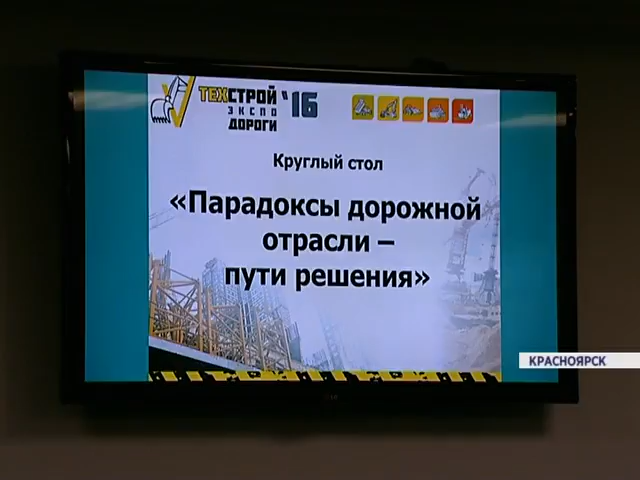 ТЕХСТРОЙ '16
ЭКСПО
ДОРОГИ
Круглый стол
«Парадоксы дорожной
отрасли –
пути решения»
КРАСНОЯРСК